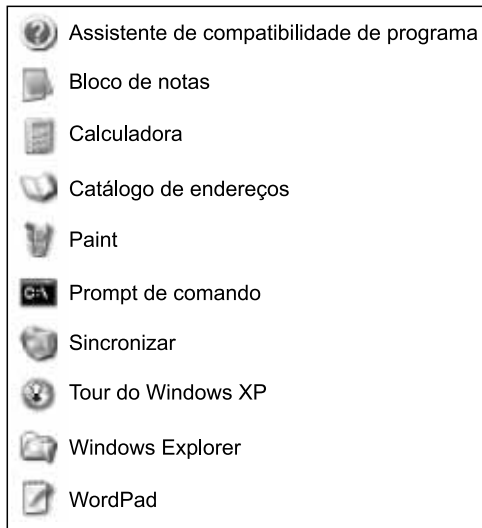 Assistente de compatibilidade de programa
Bloco de notas
Calculadora
Catálogo de endereços
Paint
C:\ Prompt de comando
Sincronizar
Tour do Windows XP
Windows Explorer
WordPad